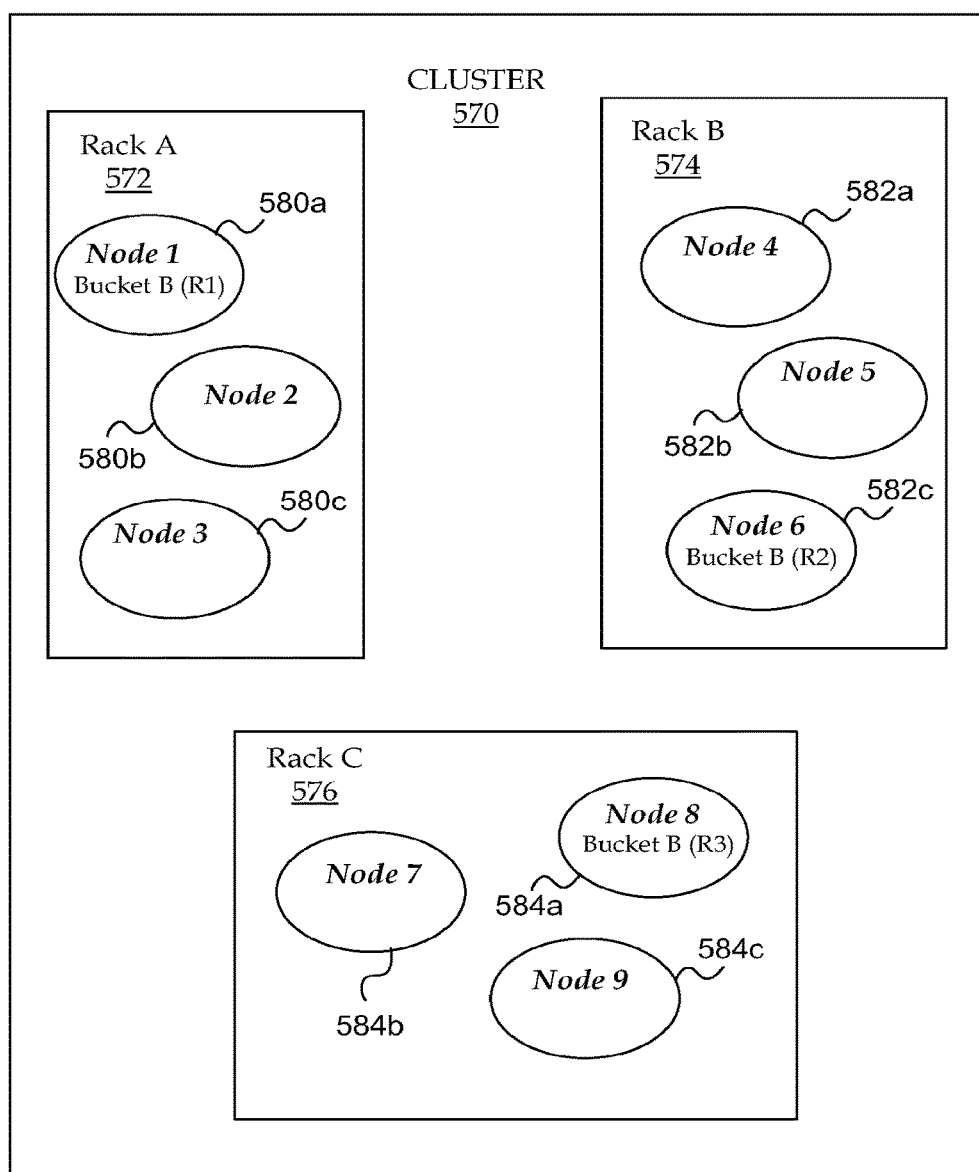 CLUSTER
570
Rack A
572
580a
Node 1
Bucket B (R1)
Node 2
580b
580c
Node 3
Rack B
574
582a
Node 4
Node 5
582b
582c
Node 6
Bucket B (R2)
Rack C
576
Node 8
Bucket B (R3)
Node 7
584a
584c
Node 9
584b